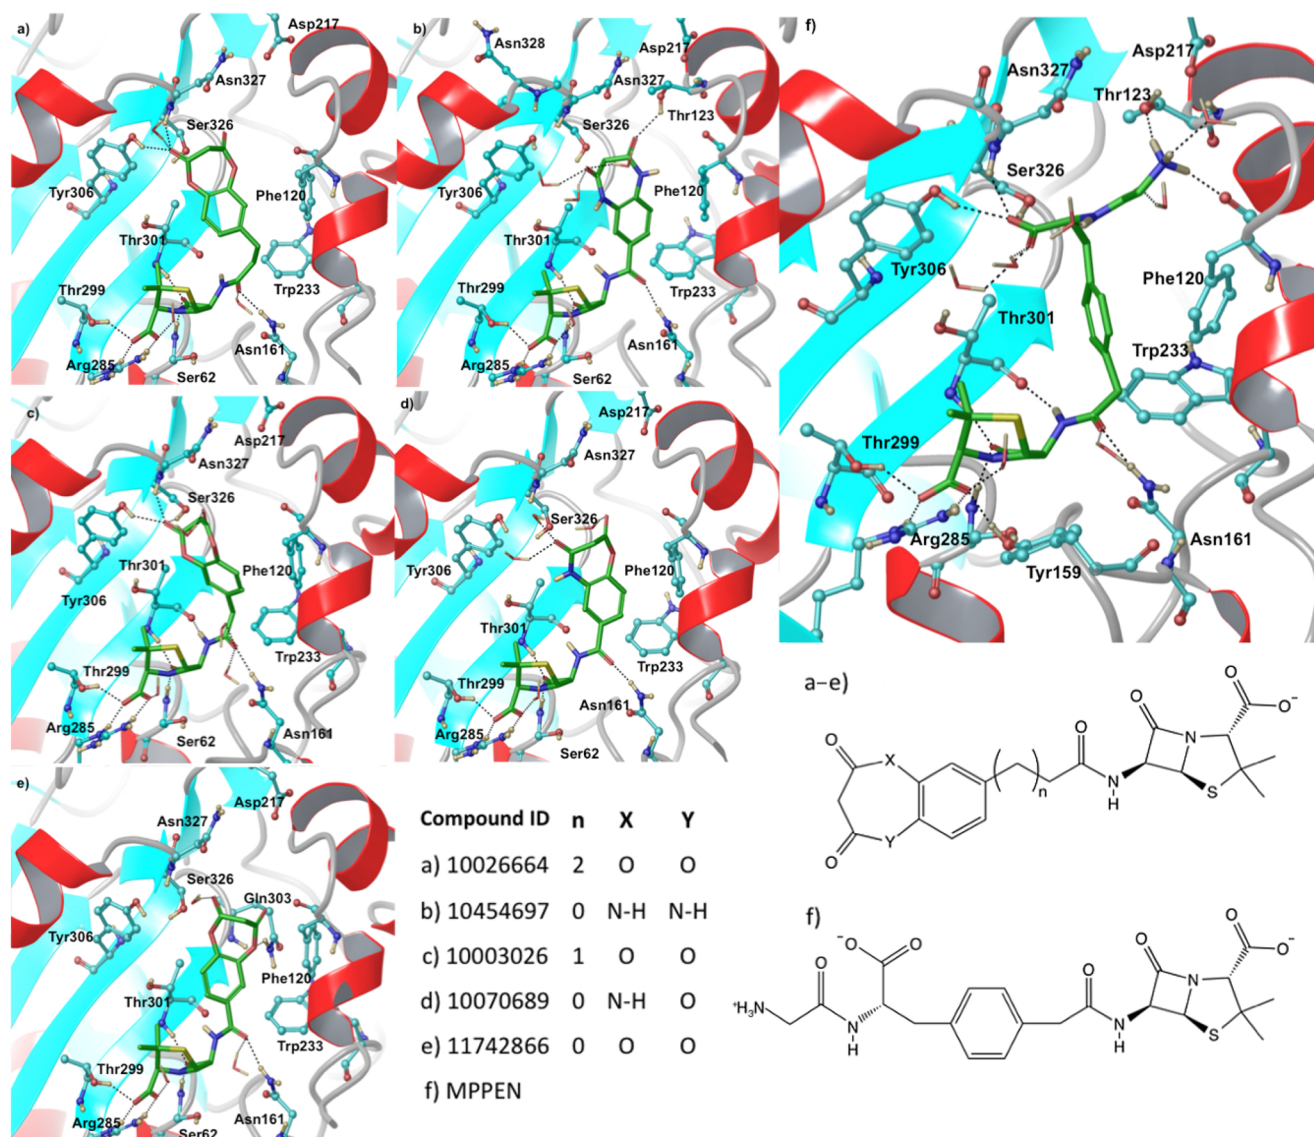 a)
Asp217
Asn327
Ser326
Tyr306
Phe120
Thr301
Trp233
Thr299
Asn161
Arg285
Ser62
b)
Asn328
Asp217
Asn327
Thr123
Ser326
Tyr306
Phe120
Thr301
Thr299
Trp233
Asn161
Arg285
Ser62
f)
Asp217
Asn327
Thr123
Ser326
Tyr306
Phe120
Thr301
Trp233
Thr299
Arg285
Asn161
Tyr159
c)
Asp217
Asn327
Ser326
Thr301
Phe120
Tyr306
Trp233
Thr299
Arg285
Ser62
Asn161
d)
Asp217
Asn327
Ser326
Tyr306
Phe120
Thr301
Trp233
Thr299
Asn161
Arg285
Ser62
e)
Asp217
Asn327
Ser326
Gln303
Tyr306
Phe120
Thr301
Trp233
Thr299
Arg285
Asn161
Ser62
Compound ID n X Y
a) 10026664 2 O O
b) 10454697 0 N-H N-H
c) 10003026 1 O O
d) 10070689 0 N-H O
e) 11742866 0 O O
f) MPPEN
a–e)
O
O
O⁻
O
O
X
N
N
H
n
S
Y
O
f)
⁻O
O
O
O⁻
O
O
O
N
⁺H₃N
N
H
N
H
S